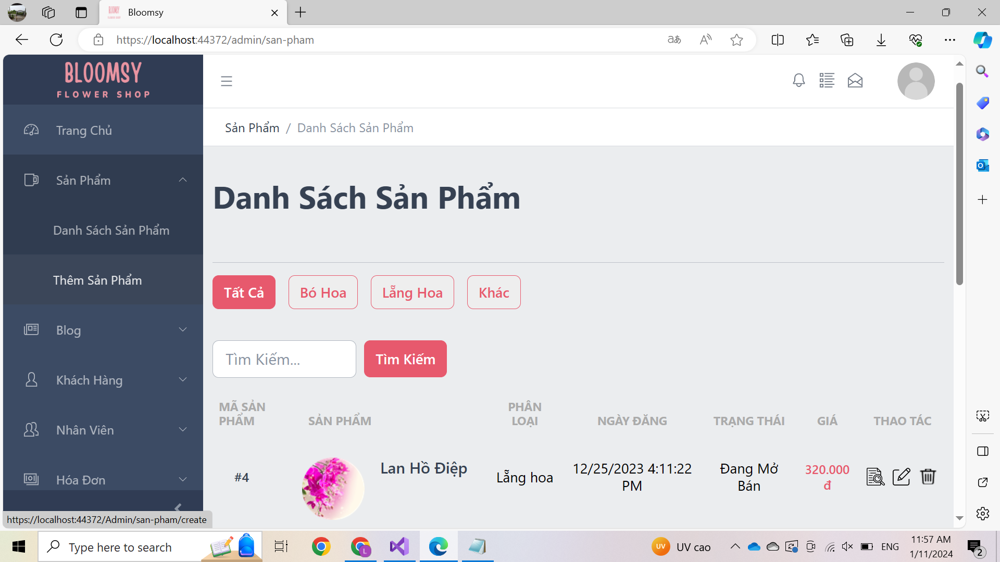 Bloomsy
https://localhost:44372/admin/san-pham
BLOOMSY
FLOWER SHOP
Trang Chủ
Sản Phẩm
Danh Sách Sản Phẩm
Thêm Sản Phẩm
Blog
Khách Hàng
Nhân Viên
Hóa Đơn
https://localhost:44372/Admin/san-pham/create
Sản Phẩm / Danh Sách Sản Phẩm
Danh Sách Sản Phẩm
Tất Cả Bó Hoa Lẵng Hoa Khác
Tìm Kiếm... Tìm Kiếm
MÃ SẢN PHẨM SẢN PHẨM PHÂN LOẠI NGÀY ĐĂNG TRẠNG THÁI GIÁ THAO TÁC
#4 Lan Hồ Điệp Lẵng hoa 12/25/2023 4:11:22 PM Đang Mở Bán 320.000 đ
Type here to search
L
UV UV cao
ENG
11:57 AM
1/11/2024
2